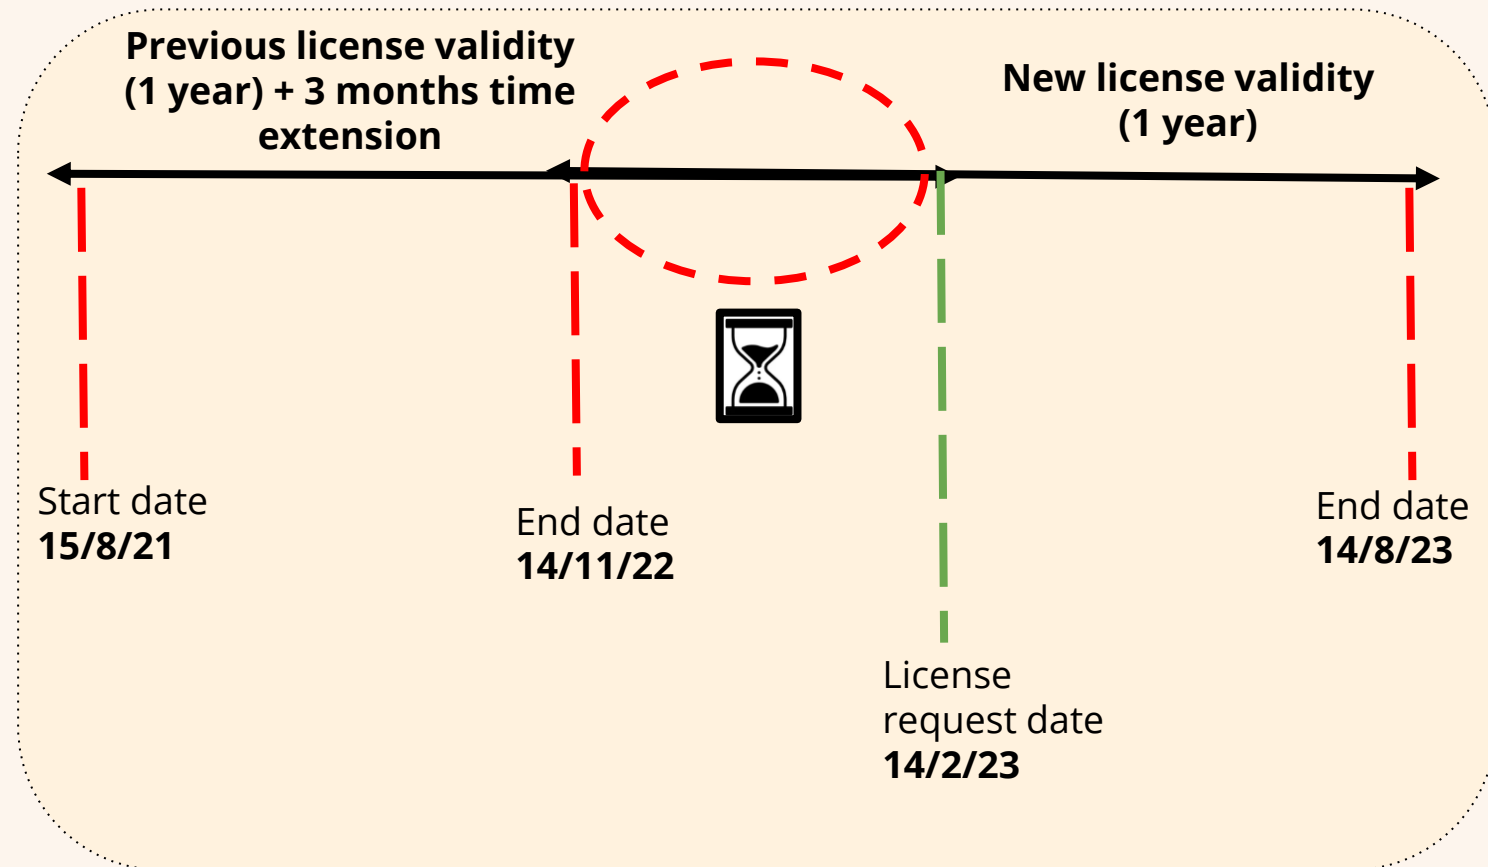 Previous license validity
(1 year) + 3 months time
extension
New license validity
(1 year)
Start date
15/8/21
End date
14/11/22
License
request date
14/2/23
End date
14/8/23